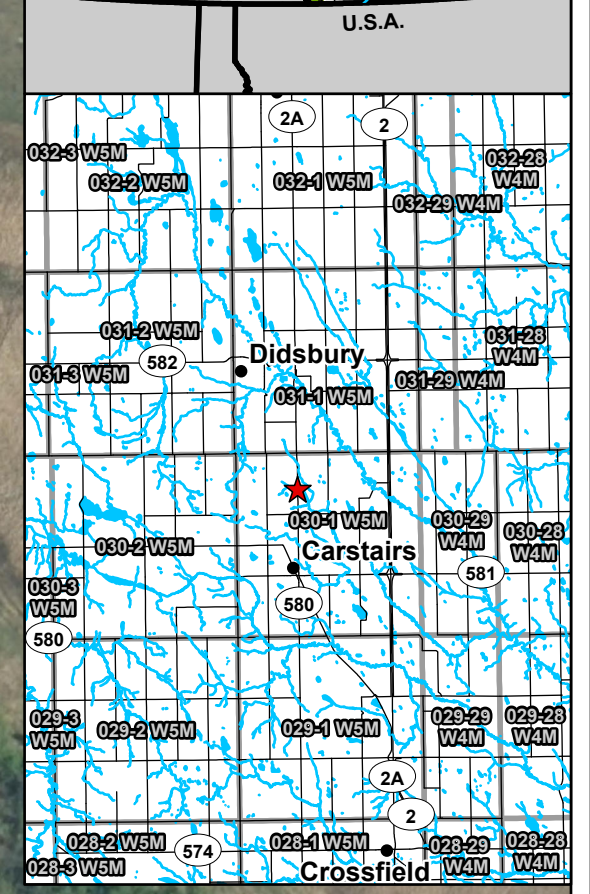 U.S.A.
2A
2
032-3 W5M
032-2 W5M
032-1 W5M
032-28
W4M
032-29 W4M
031-2 W5M
582
Didsbury
031-28
W4M
031-3 W5M
031-1 W5M
031-29 W4M
030-1 W5M
030-29
W4M
030-28
W4M
030-2 W5M
Carstairs
581
030-3
W5M
580
580
029-3
W5M
029-2 W5M
029-1 W5M
029-29
W4M
029-28
W4M
2A
2
028-2 W5M
574
028-1 W5M
028-29
W4M
028-28
W4M
028-3 W5M
Crossfield